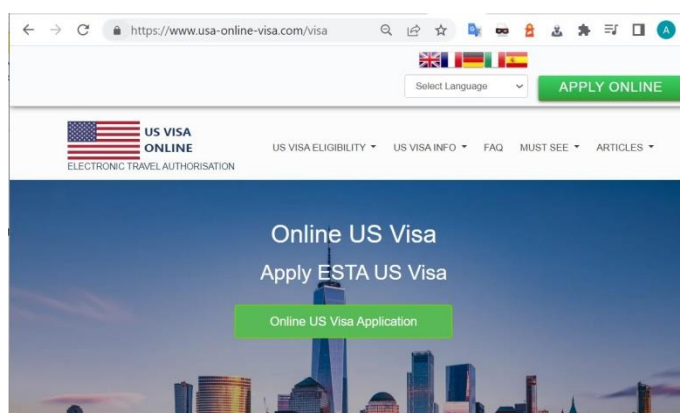 https://www.usa-online-visa.com/visa
A
Select Language
APPLY ONLINE
US VISA
ONLINE
ELECTRONIC TRAVEL AUTHORISATION
US VISA ELIGIBILITY
US VISA INFO
FAQ
MUST SEE
ARTICLES
Online US Visa
Apply ESTA US Visa
Online US Visa Application